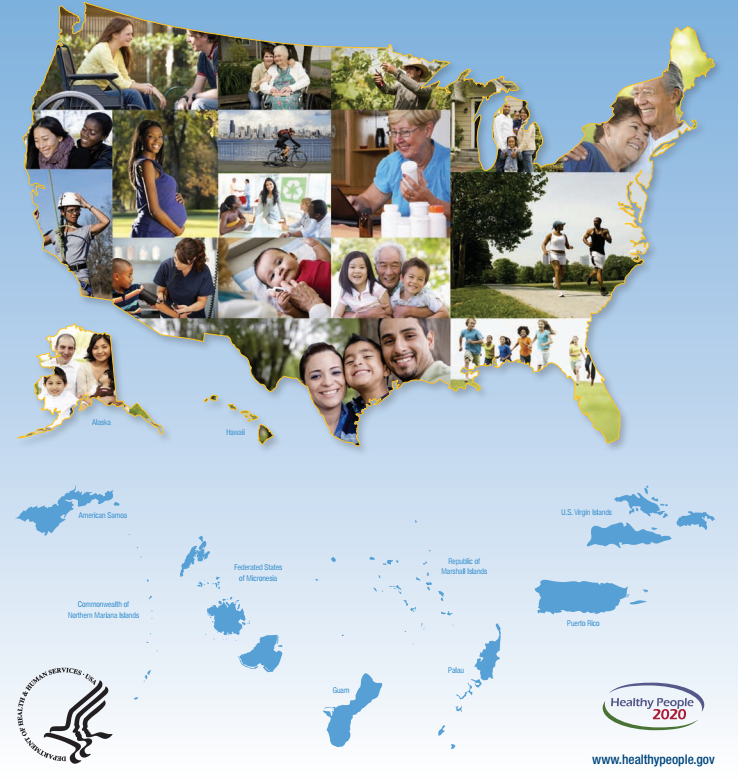 Alaska
Hawaii
American Samoa
U.S. Virgin Islands
Federated States
of Micronesia
Republic of
Marshall Islands
Commonwealth of
Northern Mariana Islands
Puerto Rico
Palau
Guam
DEPARTMENT OF HEALTH & HUMAN SERVICES · USA
Healthy People
2020
www.healthypeople.gov